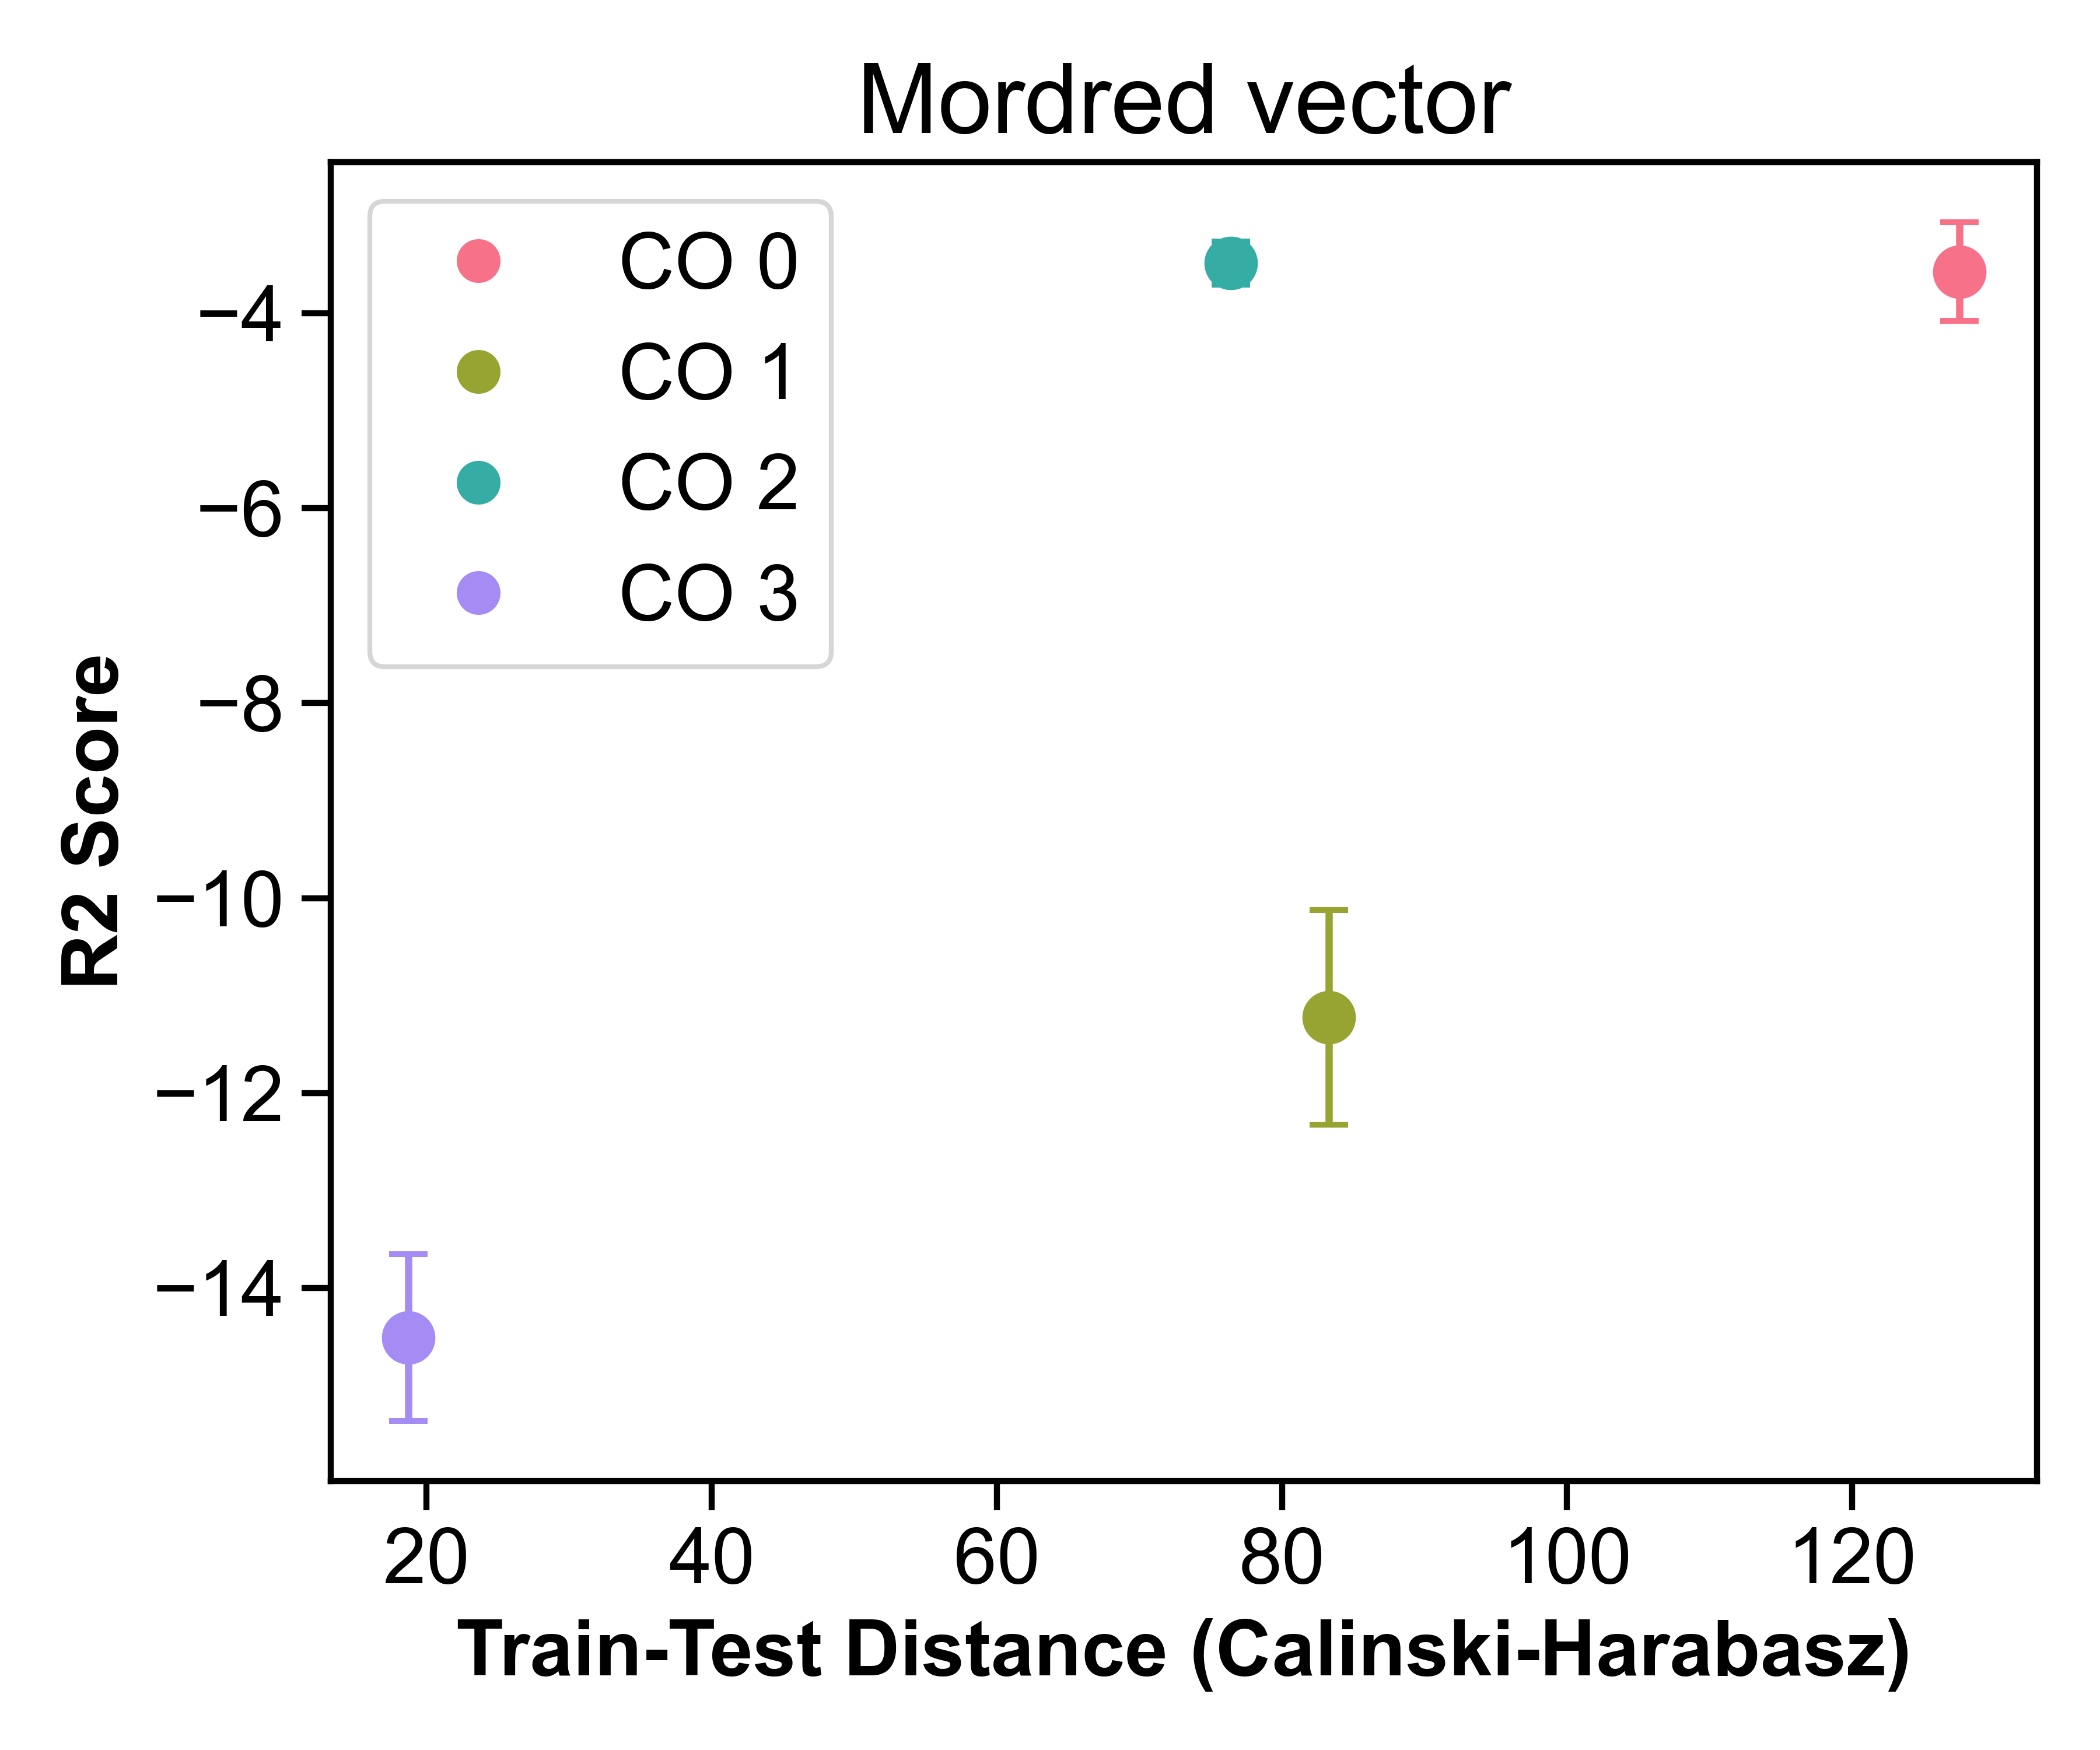 Mordred vector
CO 0
CO 1
CO 2
CO 3
−4
−6
−8
−10
−12
−14
R2 Score
20 40 60 80 100 120
Train-Test Distance (Calinski-Harabasz)